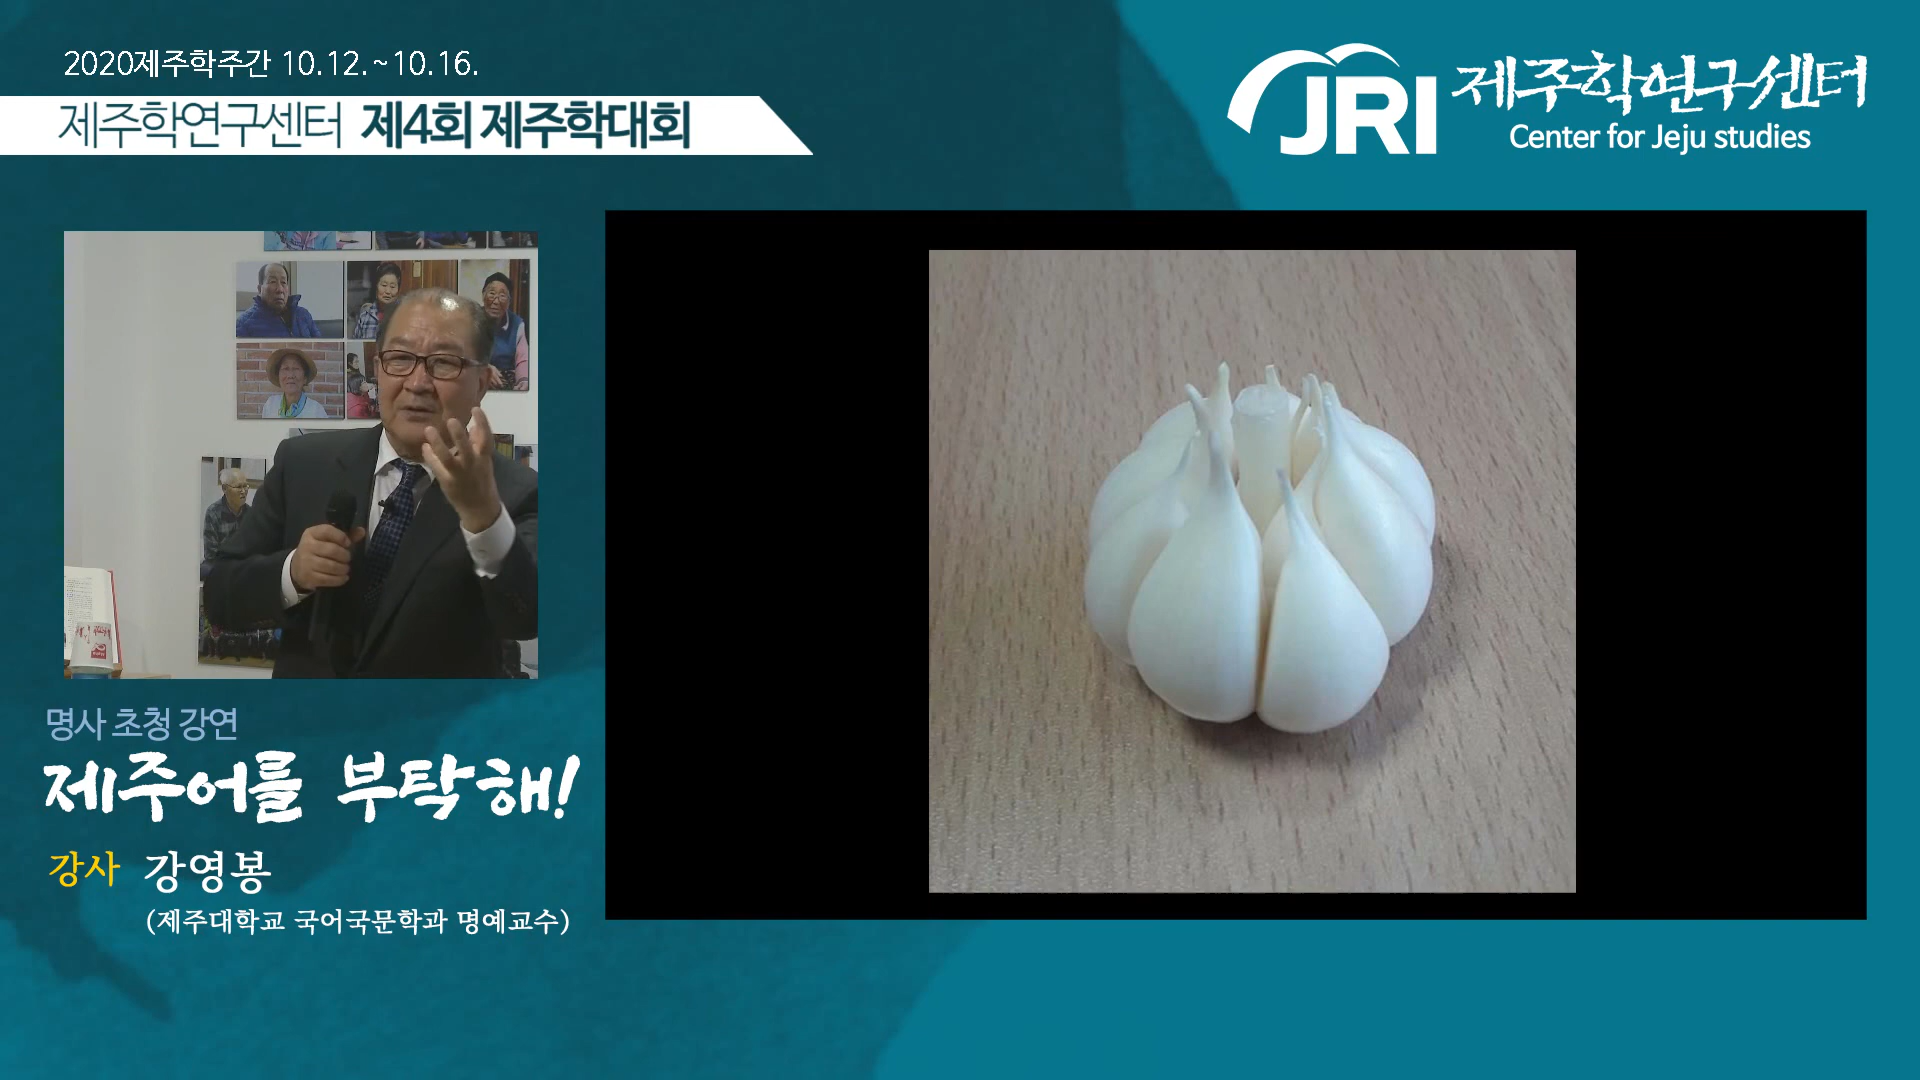 2020제주학주간 10.12.~10.16.
제주학연구센터 제4회 제주학대회
JRI 제주학연구센터
Center for Jeju studies
명사 초청 강연
제주어를 부탁해!
강사 강영봉
(제주대학교 국어국문학과 명예교수)